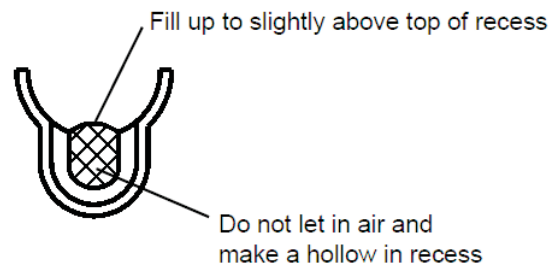 Fill up to slightly above top of recess
Do not let in air and
make a hollow in recess